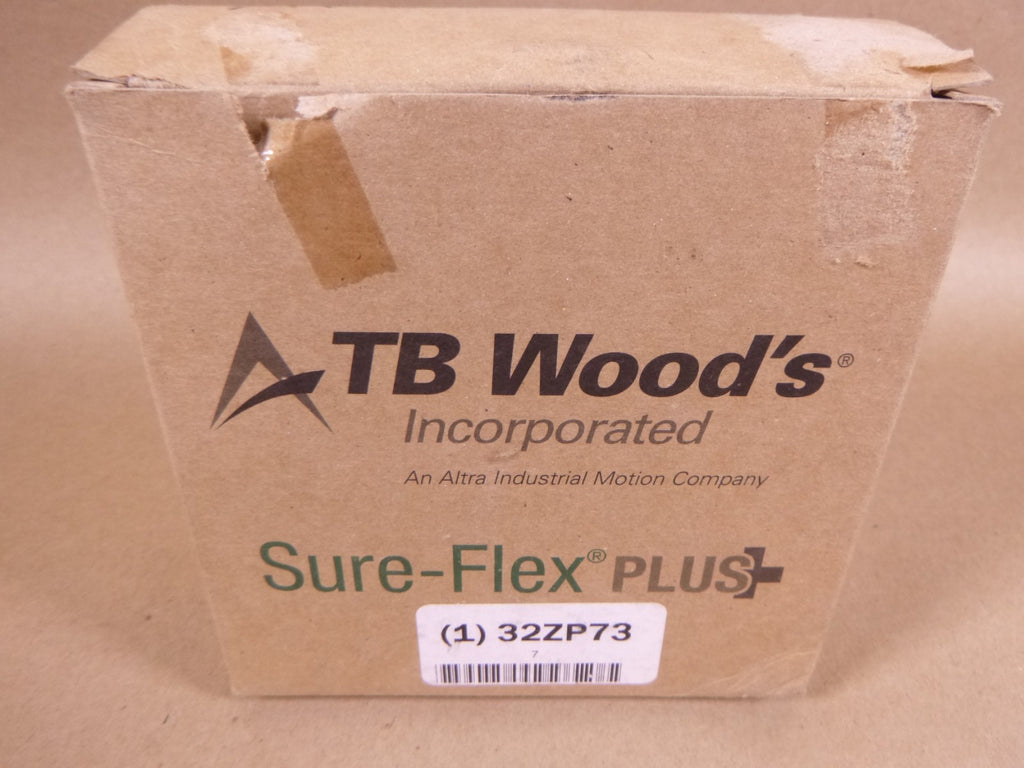 TB Wood's®
Incorporated
An Altra Industrial Motion Company
Sure-Flex® PLUS+
(1) 32ZP73
7